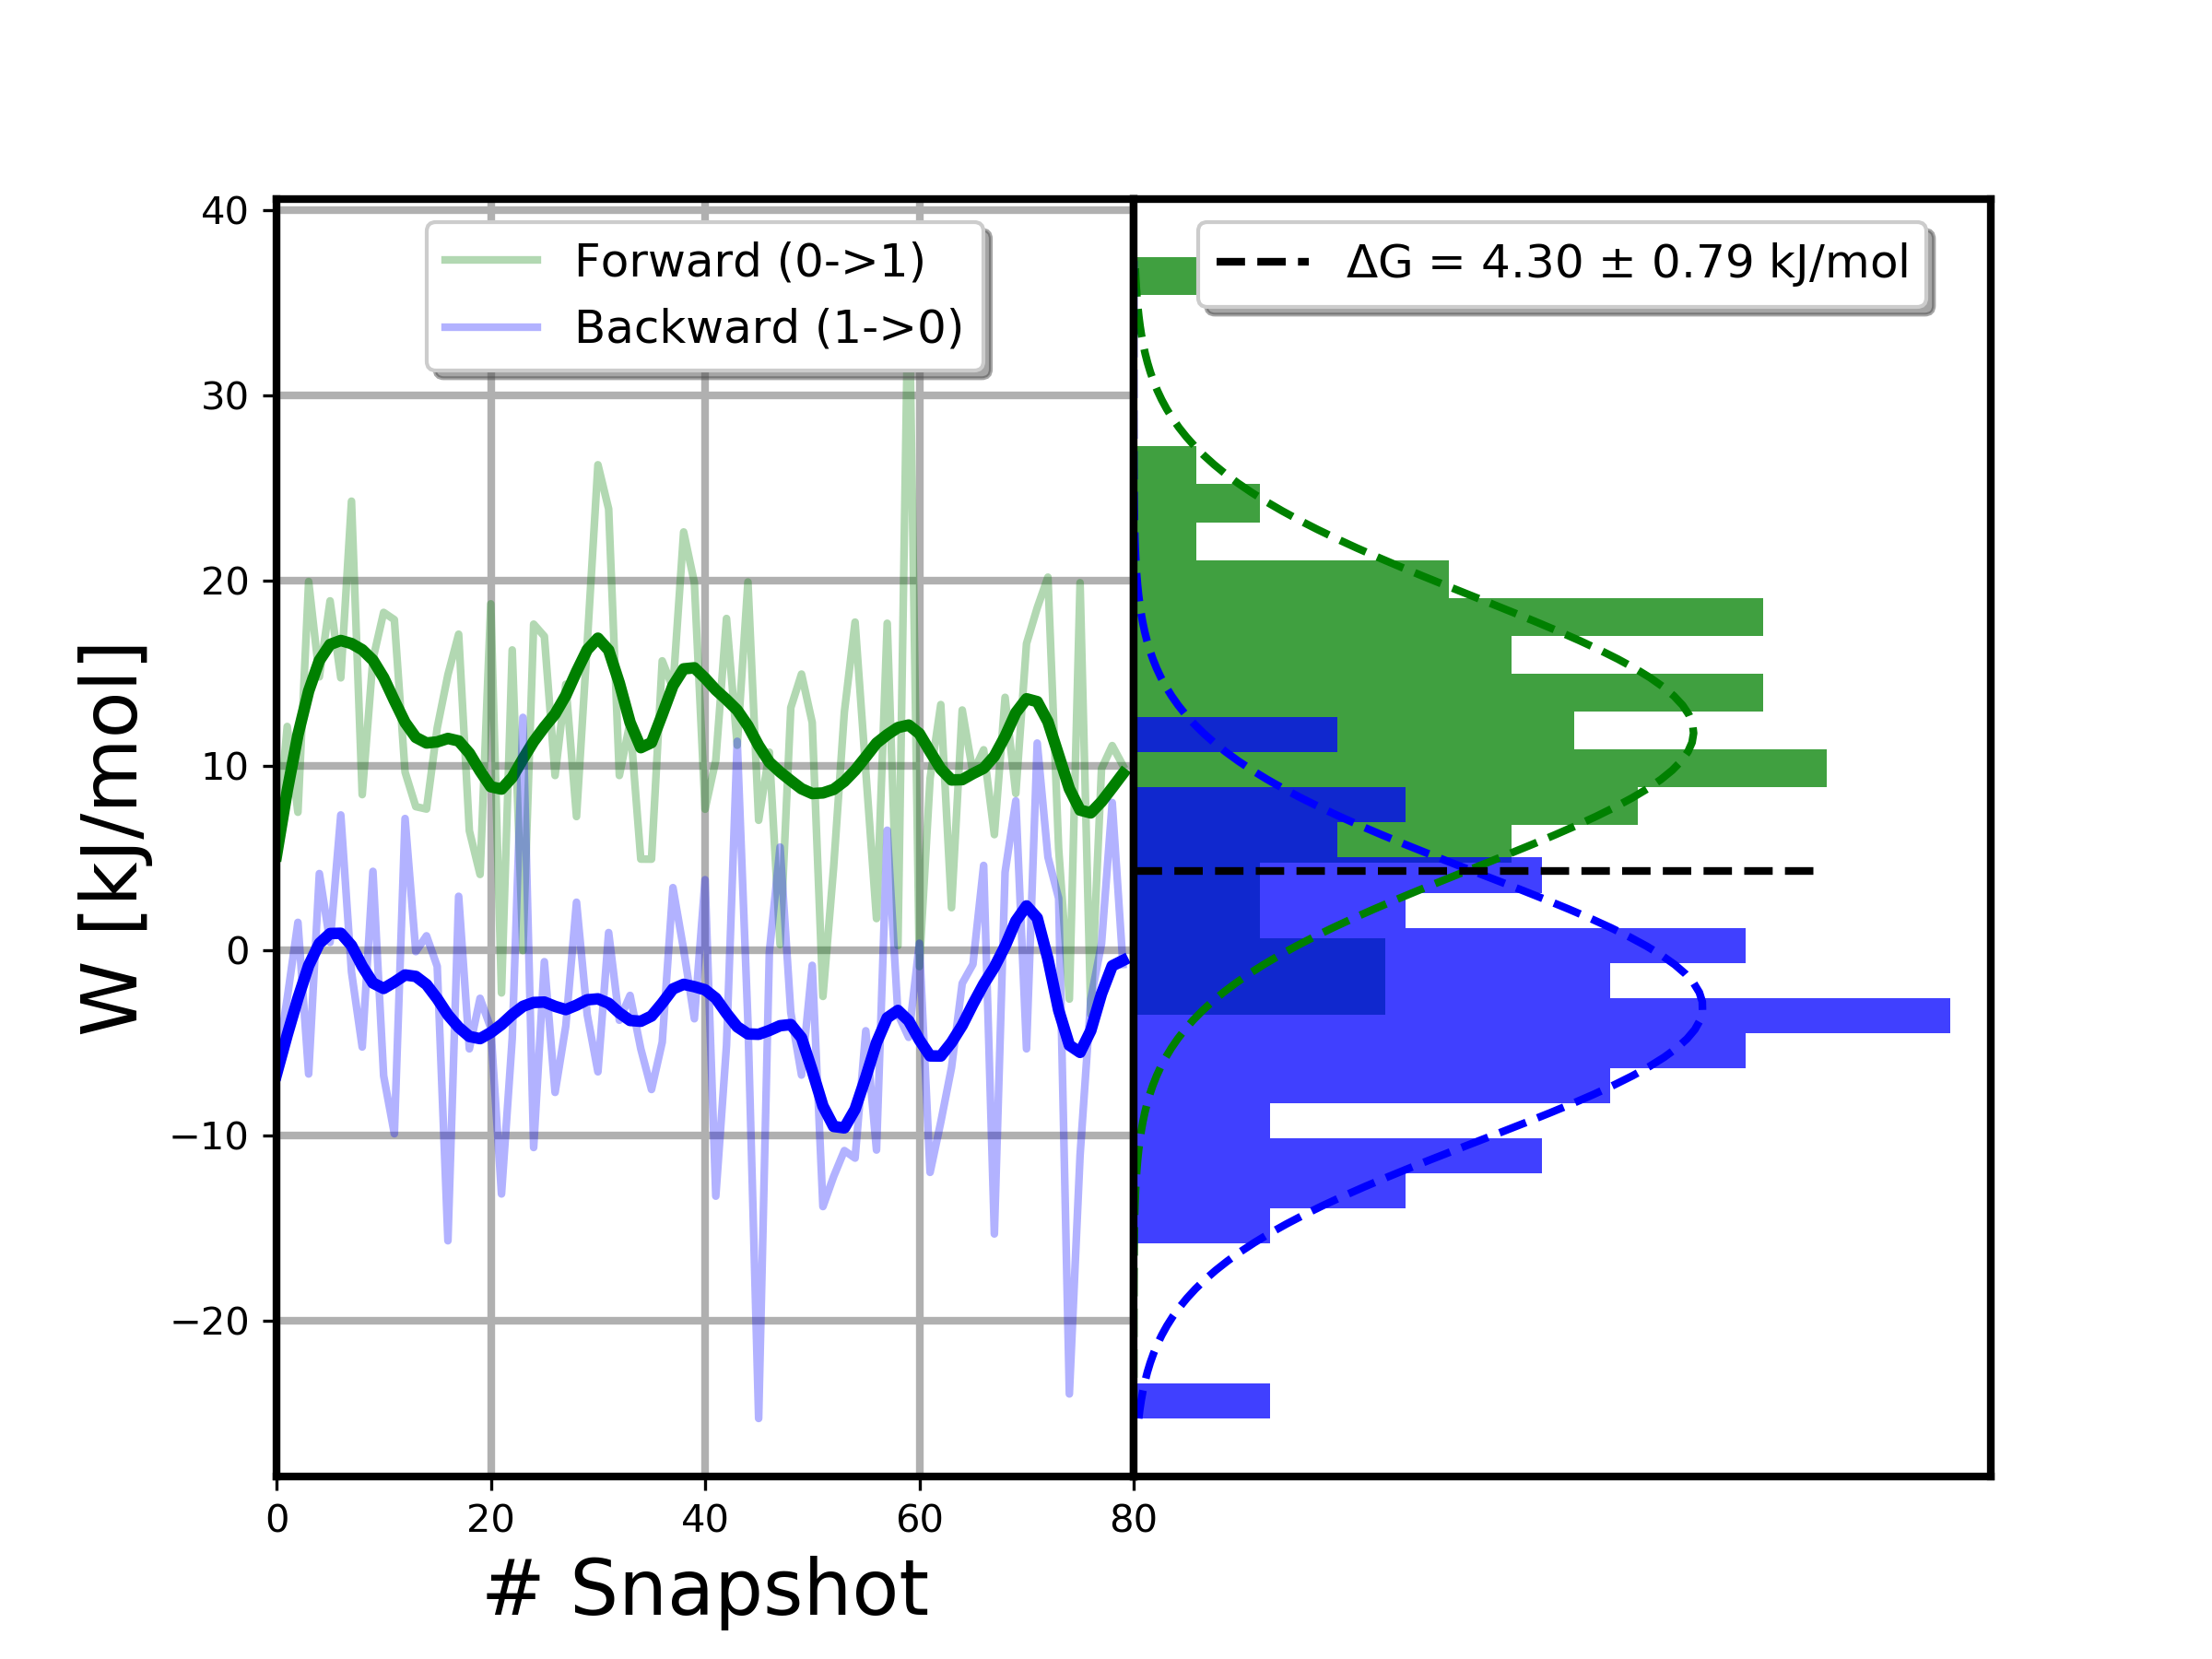 40
30
20
10
0
−10
−20
W [kJ/mol]
Forward (0->1)
Backward (1->0)
ΔG = 4.30 ± 0.79 kJ/mol
0 20 40 60 80
# Snapshot